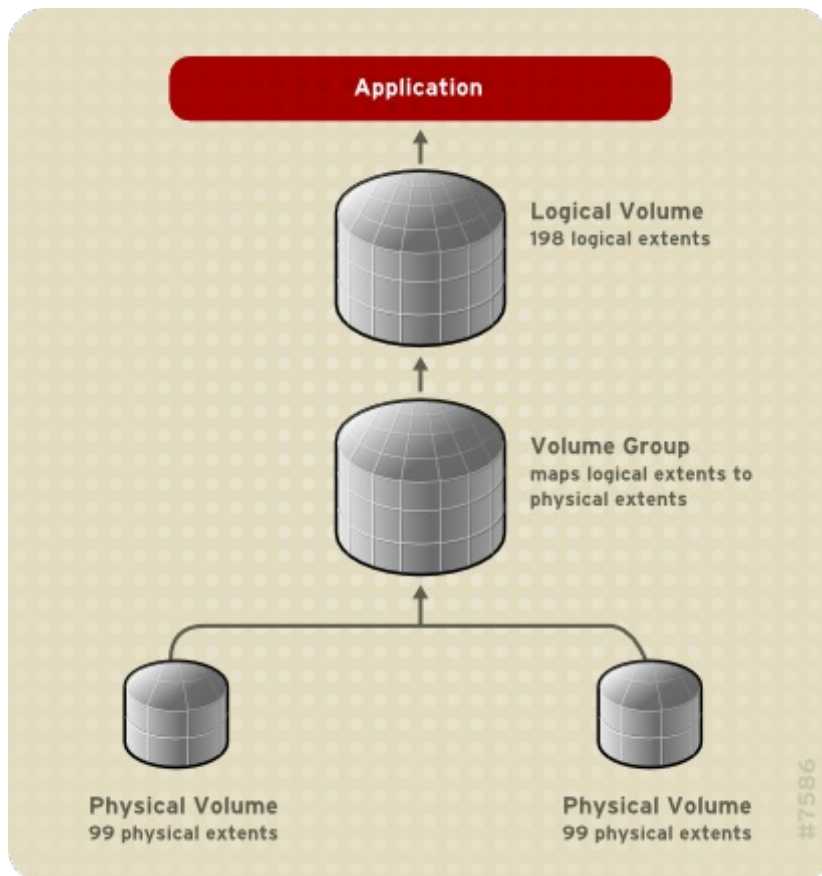 Application
Logical Volume
198 logical extents
Volume Group
maps logical extents to
physical extents
Physical Volume
99 physical extents
Physical Volume
99 physical extents
#7586